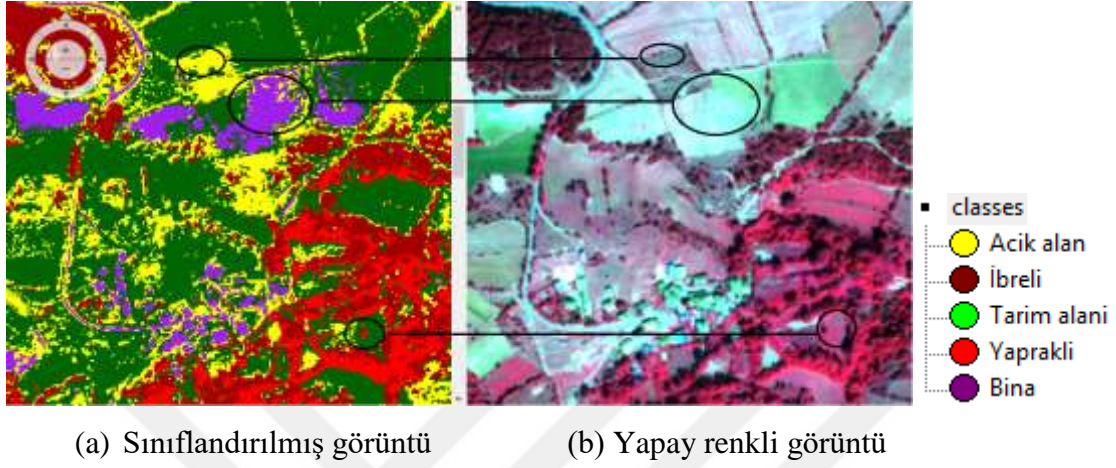 classes
Acik alan
İbreli
Tarim alani
Yaprakli
Bina
(a) Sınıflandırılmış görüntü
(b) Yapay renkli görüntü